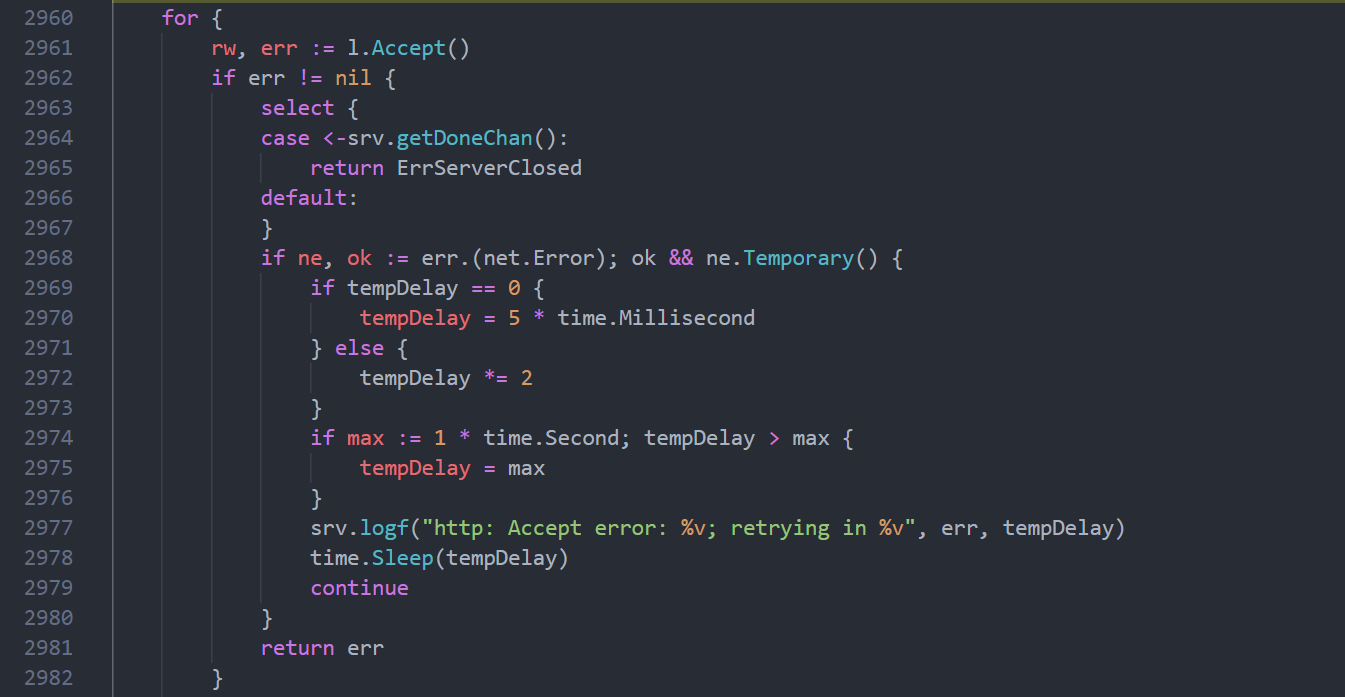 2960 for {
2961 rw, err := l.Accept()
2962 if err != nil {
2963 select {
2964 case <-srv.getDoneChan():
2965 return ErrServerClosed
2966 default:
2967 }
2968 if ne, ok := err.(net.Error); ok && ne.Temporary() {
2969 if tempDelay == 0 {
2970 tempDelay = 5 * time.Millisecond
2971 } else {
2972 tempDelay *= 2
2973 }
2974 if max := 1 * time.Second; tempDelay > max {
2975 tempDelay = max
2976 }
2977 srv.logf("http: Accept error: %v; retrying in %v", err, tempDelay)
2978 time.Sleep(tempDelay)
2979 continue
2980 }
2981 return err
2982 }